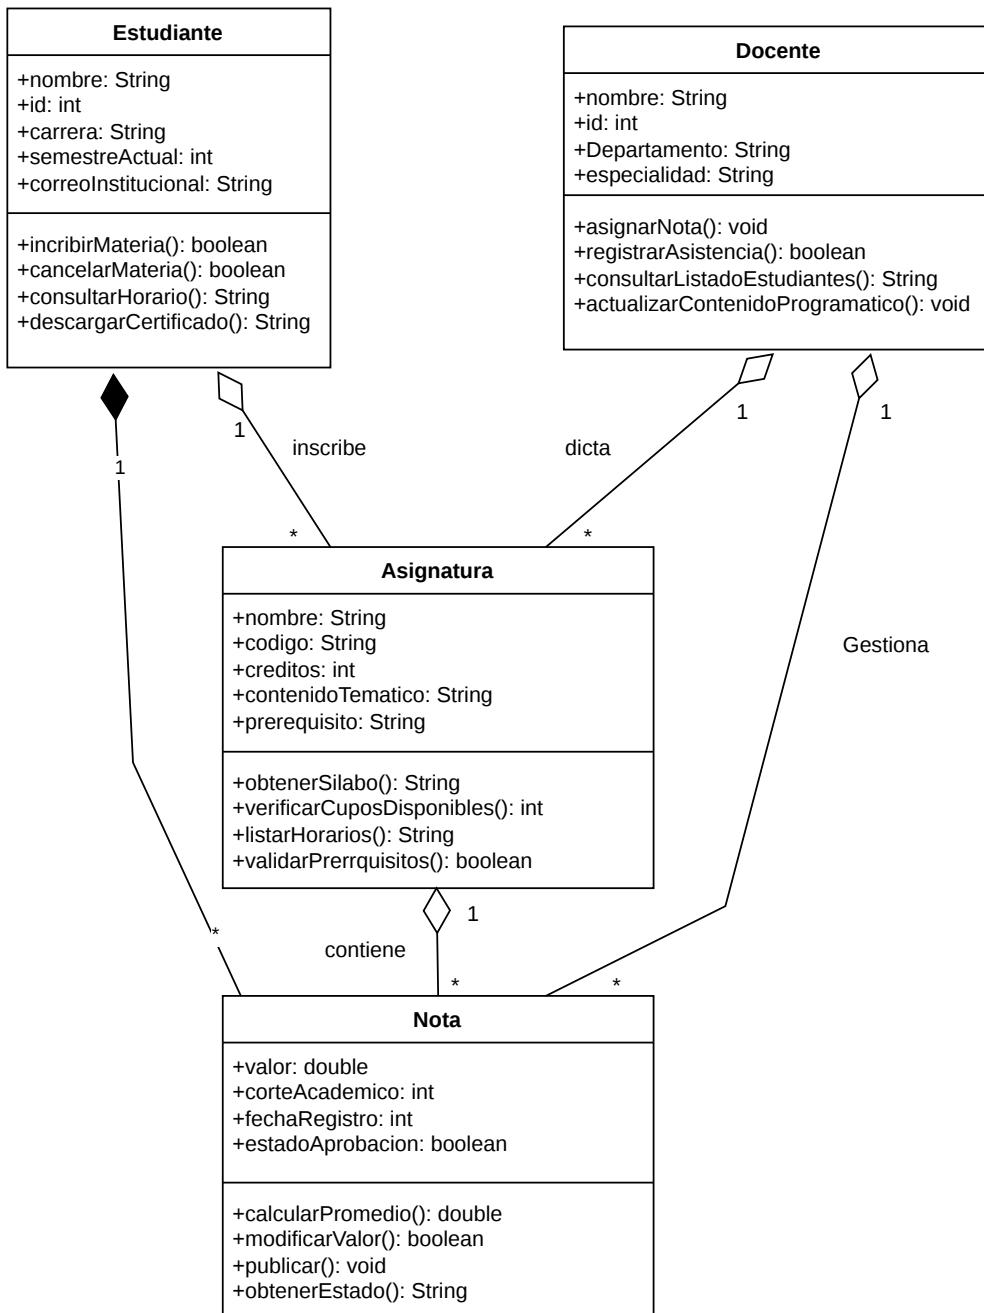 Estudiante
+nombre: String
+id: int
+carrera: String
+semestreActual: int
+correoInstitucional: String
+incribirMateria(): boolean
+cancelarMateria(): boolean
+consultarHorario(): String
+descargarCertificado(): String
Docente
+nombre: String
+id: int
+Departamento: String
+especialidad: String
+asignarNota(): void
+registrarAsistencia(): boolean
+consultarListadoEstudiantes(): String
+actualizarContenidoProgramatico(): void
1
1
inscribe
*
1
dicta
*
1
Gestiona
Asignatura
+nombre: String
+codigo: String
+creditos: int
+contenidoTematico: String
+prerequisito: String
+obtenerSilabo(): String
+verificarCuposDisponibles(): int
+listarHorarios(): String
+validarPrerrquisitos(): boolean
*
1
contiene
*
*
Nota
+valor: double
+corteAcademico: int
+fechaRegistro: int
+estadoAprobacion: boolean
+calcularPromedio(): double
+modificarValor(): boolean
+publicar(): void
+obtenerEstado(): String